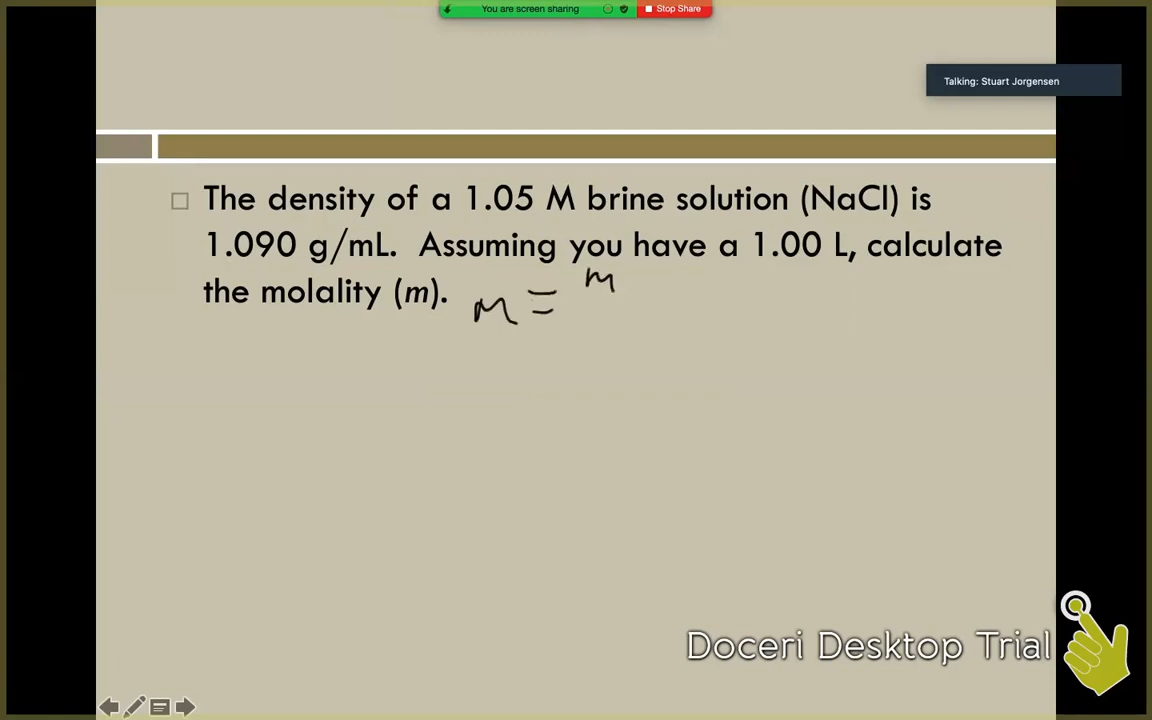 You are screen sharing
Stop Share
Talking: Stuart Jorgensen
The density of a 1.05 M brine solution (NaCl) is
1.090 g/mL. Assuming you have a 1.00 L, calculate
the molality (m). m = m
Doceri Desktop Trial